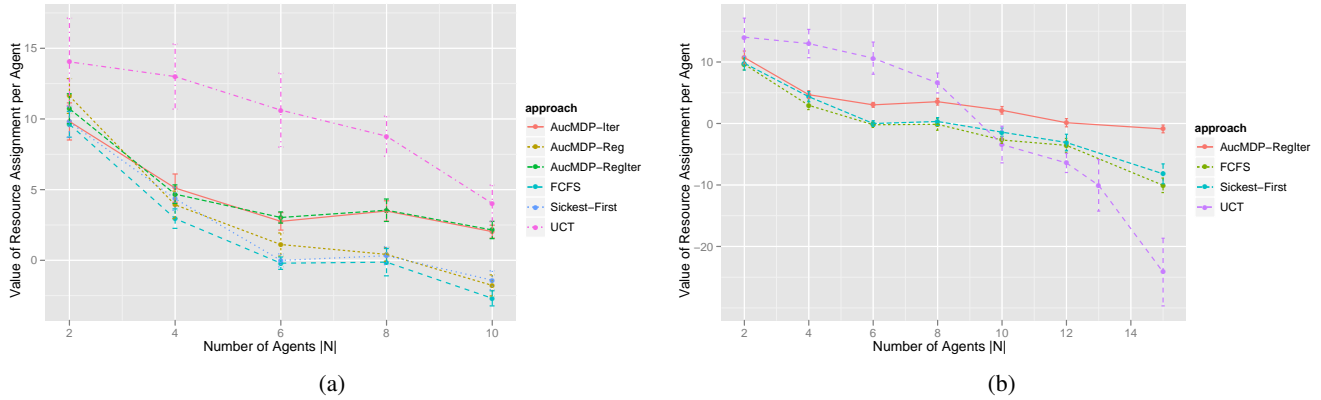 Value of Resource Assignment per Agent
15
10
5
0
2
4
6
8
10
Number of Agents |N|
approach
AucMDP−Iter
AucMDP−Reg
AucMDP−RegIter
FCFS
Sickest−First
UCT
(a)
Value of Resource Assignment per Agent
10
0
−10
−20
2
4
6
8
10
12
14
Number of Agents |N|
approach
AucMDP−RegIter
FCFS
Sickest−First
UCT
(b)